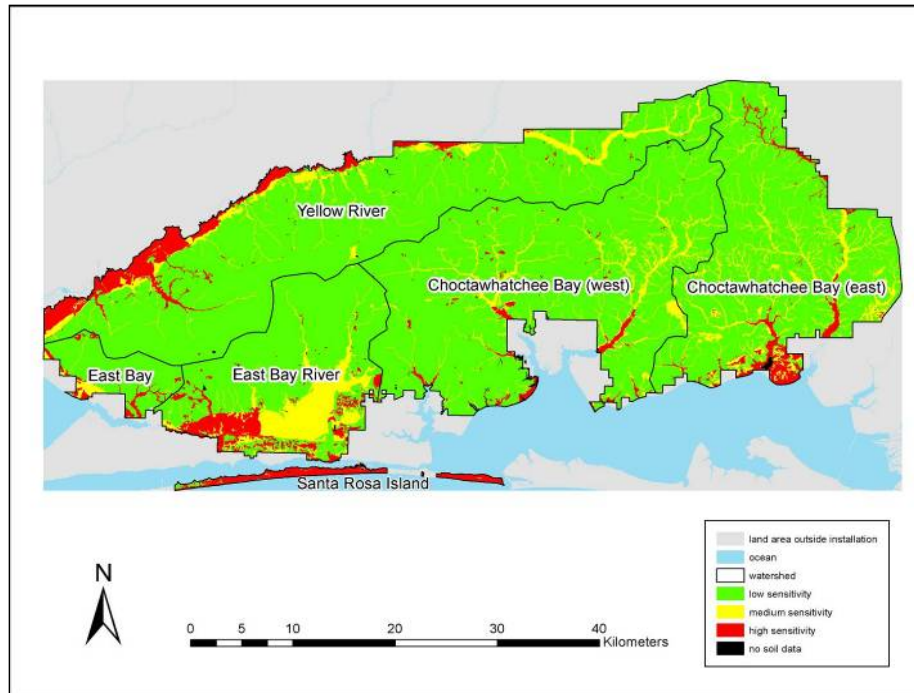 Yellow River
Choctawhatchee Bay (west)
Choctawhatchee Bay (east)
East Bay
East Bay River
Santa Rosa Island
N
0 5 10 20 30 40
Kilometers
land area outside installation
ocean
watershed
low sensitivity
medium sensitivity
high sensitivity
no soil data